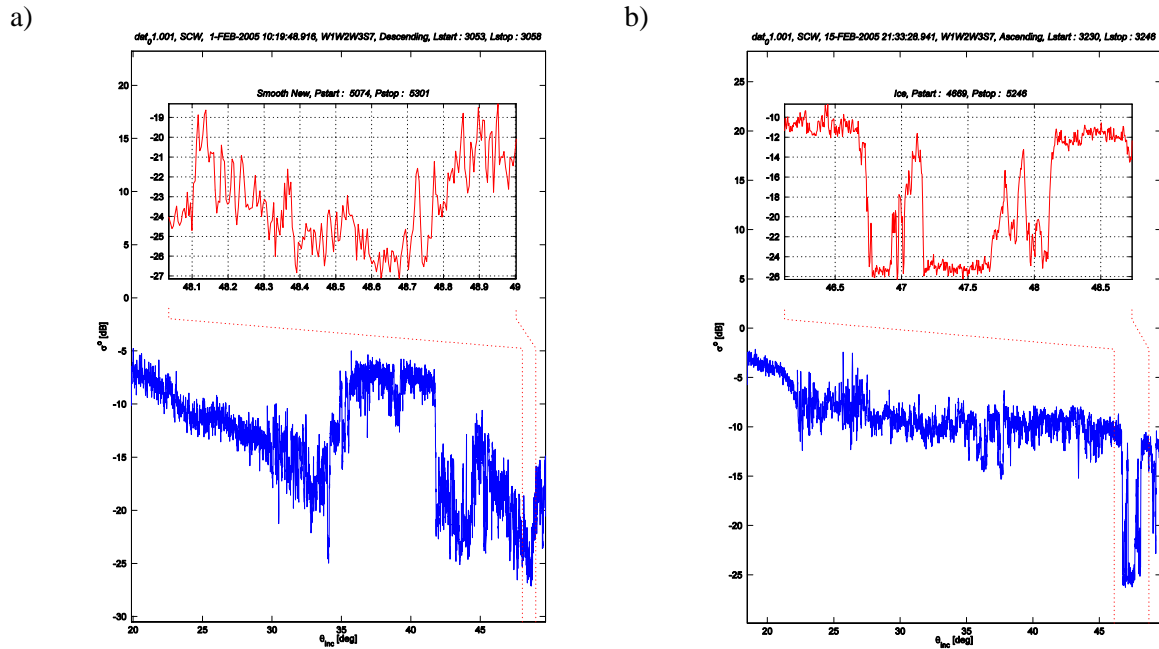 a)
dat₀1.001, SCW, 1-FEB-2005 10:19:48.916, W1W2W3S7, Descending, Lstart : 3053, Lstop : 3058
20
15
10
5
0
-5
-10
-15
-20
-25
-30
σ° [dB]
Smooth New, Pstart : 5074, Pstop : 5301
-19
-20
-21
-22
-23
-24
-25
-26
-27
48.1 48.2 48.3 48.4 48.5 48.6 48.7 48.8 48.9 49
20 25 30 35 40 45
θinc [deg]
b)
dat₀1.001, SCW, 15-FEB-2005 21:33:28.941, W1W2W3S7, Ascending, Lstart : 3230, Lstop : 3246
25
20
15
10
5
0
-5
-10
-15
-20
-25
σ° [dB]
Ice, Pstart : 4669, Pstop : 5246
-10
-12
-14
-16
-18
-20
-22
-24
-26
46.5 47 47.5 48 48.5
20 25 30 35 40 45
θinc [deg]